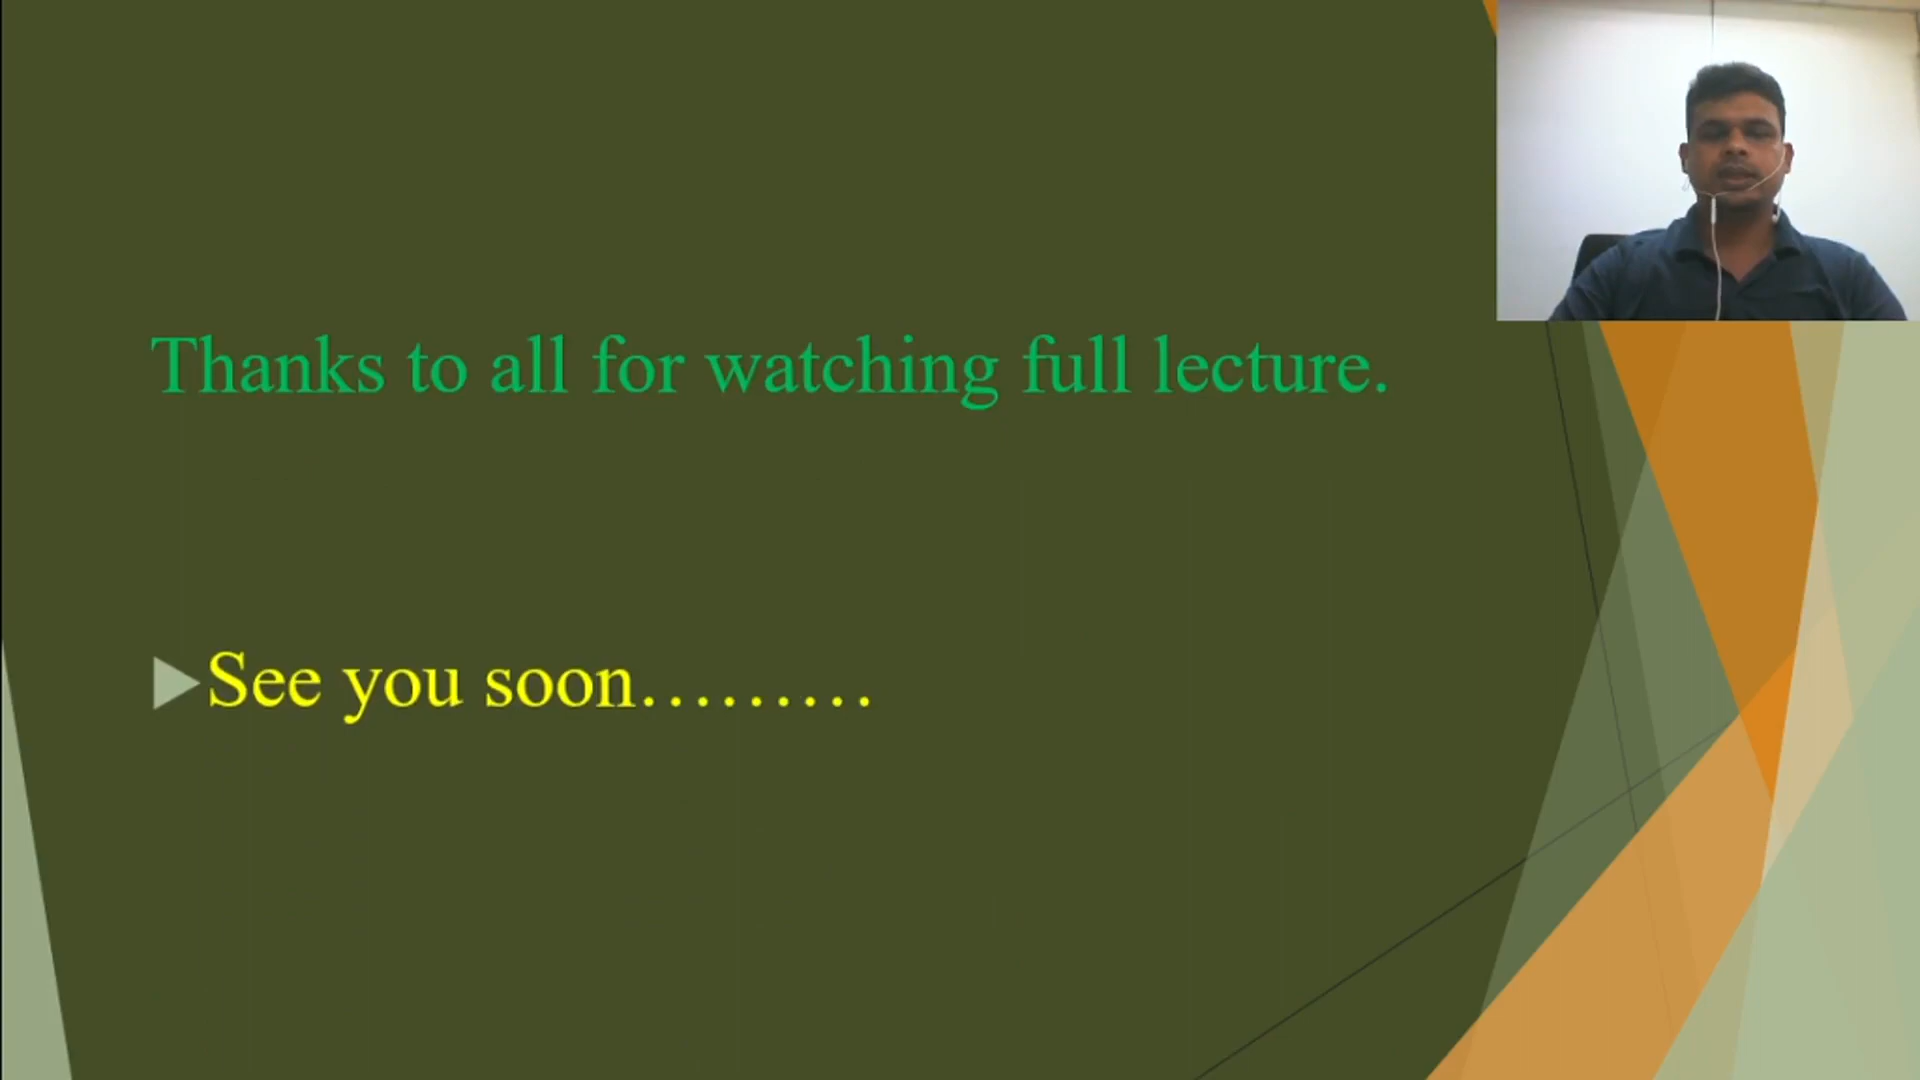 Thanks to all for watching full lecture.
See you soon.........